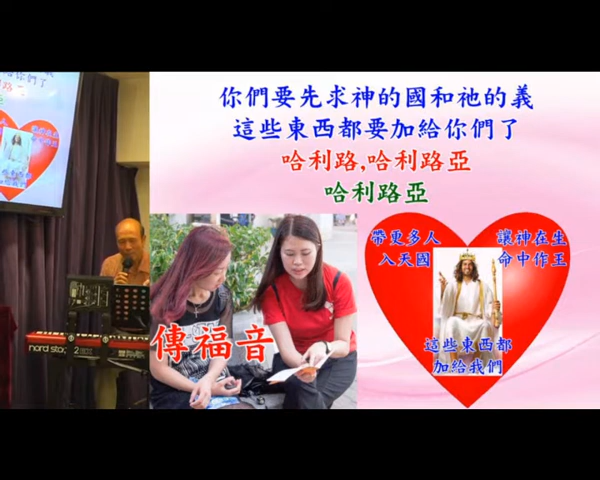 你們要先求神的國和祂的義
這些東西都要加給你們了
哈利路,哈利路亞
哈利路亞
傳福音
帶更多人
入天國
讓神在生
命中作王
這些東西都
加給我們
nord sta